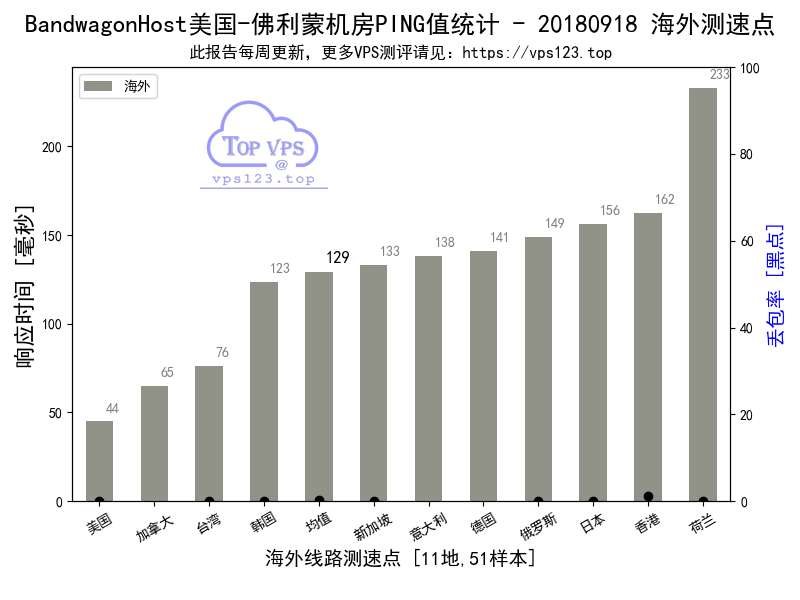 BandwagonHost美国-佛利蒙机房PING值统计 - 20180918 海外测速点
此报告每周更新，更多VPS测评请见：https://vps123.top
海外
TOP VPS
@
vps123.top
响应时间 [毫秒]
0
50
100
150
200
44
65
76
123
129
133
138
141
149
156
162
233
0
20
40
60
80
100
丢包率 [黑点]
美国
加拿大
台湾
韩国
均值
新加坡
意大利
德国
俄罗斯
日本
香港
荷兰
海外线路测速点 [11地,51样本]